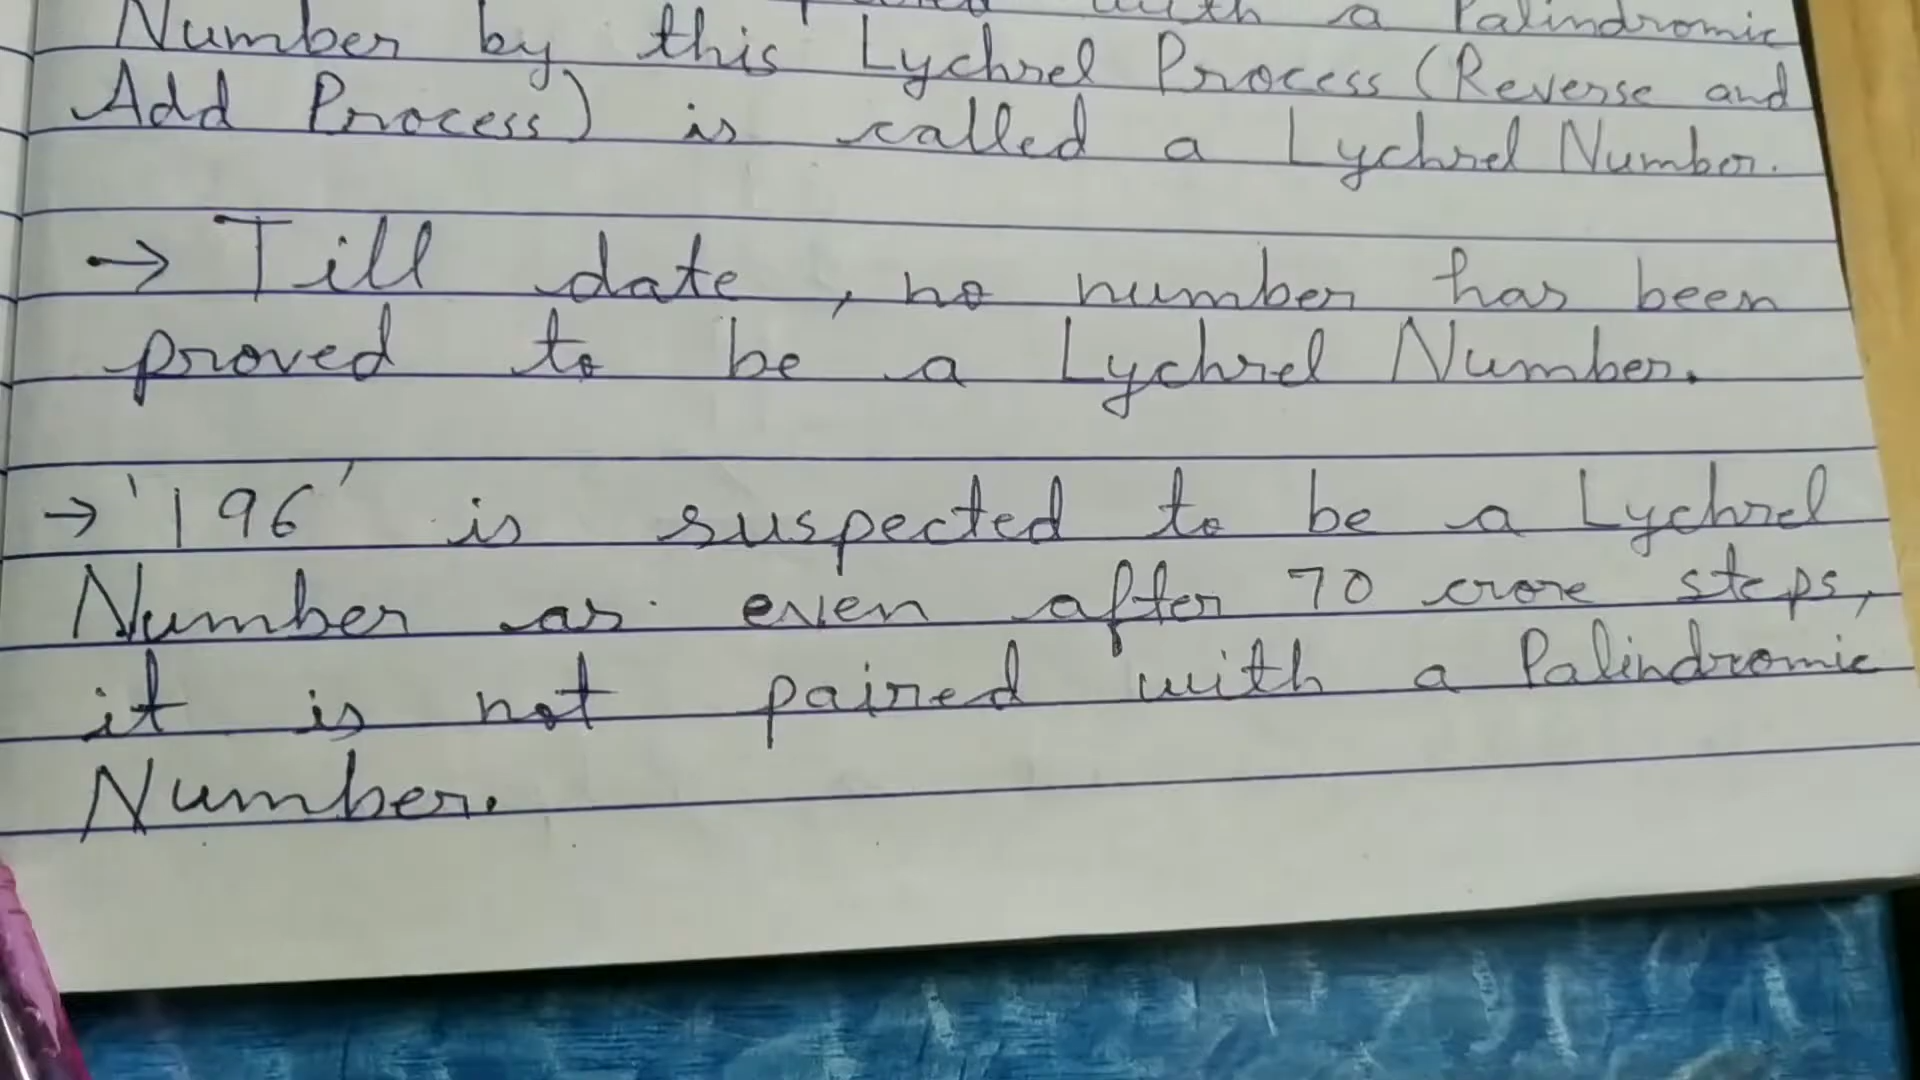 with a Palindromic
Number by this Lychrel Process (Reverse and
Add Process) is called a Lychrel Number.
→ Till date, no number has been
proved to be a Lychrel Number.
→ '196' is suspected to be a Lychrel
Number as even after 70 crore steps,
it is not paired with a Palindromic
Number.